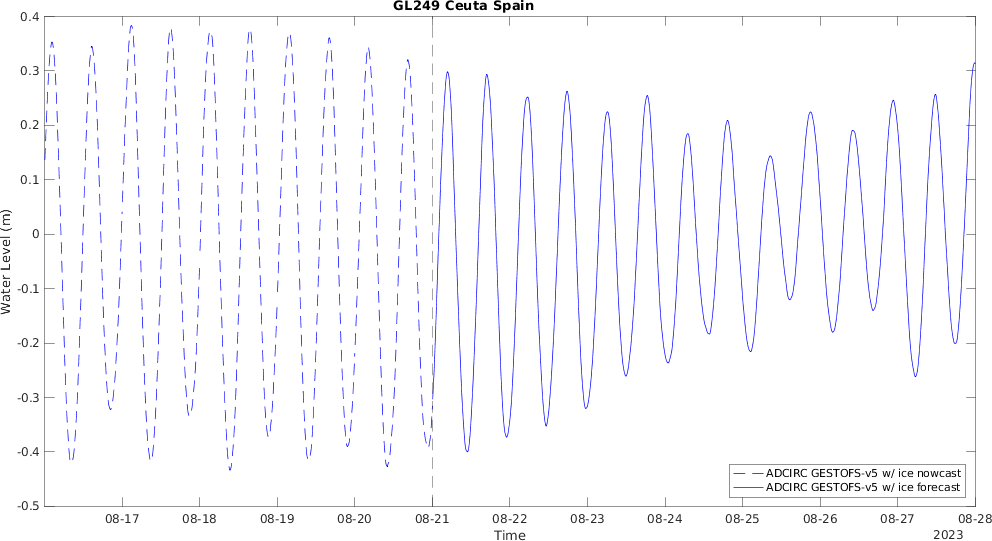 GL249 Ceuta Spain
Water Level (m)
0.4
0.3
0.2
0.1
0
-0.1
-0.2
-0.3
-0.4
-0.5
ADCIRC GESTOFS-v5 w/ ice nowcast
ADCIRC GESTOFS-v5 w/ ice forecast
08-17 08-18 08-19 08-20 08-21 08-22 08-23 08-24 08-25 08-26 08-27 08-28
Time 2023